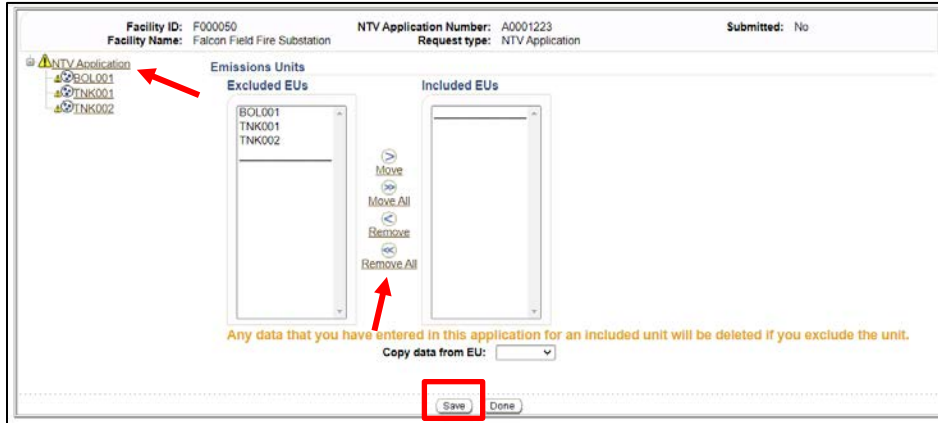 Facility ID: F000050 NTV Application Number: A0001223 Submitted: No
Facility Name: Falcon Field Fire Substation Request type: NTV Application
NTV Application
BOL001
TNK001
TNK002
Emissions Units
Excluded EUs Included EUs
BOL001
TNK001
TNK002
Move
Move All
Remove
Remove All
Any data that you have entered in this application for an included unit will be deleted if you exclude the unit.
Copy data from EU:
Save Done